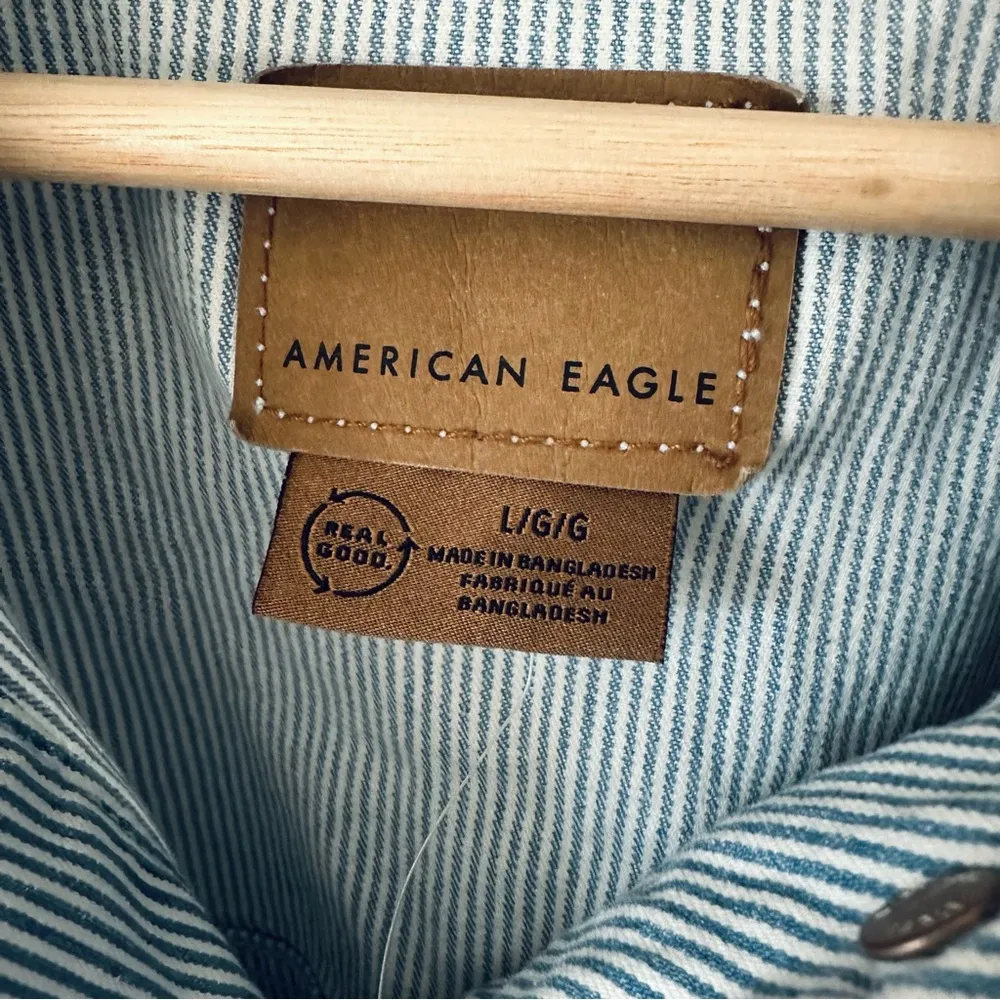 AMERICAN EAGLE
REAL
GOOD.
L/G/G
MADE IN BANGLADESH
FABRIQUÉ AU
BANGLADESH